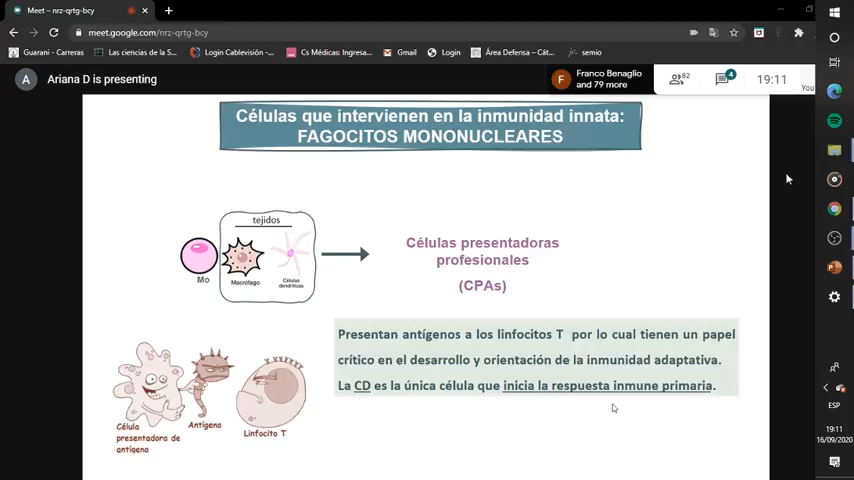 Meet – nrz-qrtg-bcy
meet.google.com/nrz-qrtg-bcy
Guarani - Carreras
Las ciencias de la S...
Login Cablevisión...
Cs Médicas: Ingresa...
Gmail
Login
Área Defensa – Cát...
semio
A
Ariana D is presenting
F
Franco Benaglio
and 79 more
82
4
19:11
You
Células que intervienen en la inmunidad innata:
FAGOCITOS MONONUCLEARES
tejidos
Mo
Macrófago
Células
dendríticas
Células presentadoras
profesionales
(CPAs)
Presentan antígenos a los linfocitos T por lo cual tienen un papel
crítico en el desarrollo y orientación de la inmunidad adaptativa.
La CD es la única célula que inicia la respuesta inmune primaria.
Célula
presentadora de
antígeno
Antígeno
Linfocito T
ESP
19:11
16/09/2020